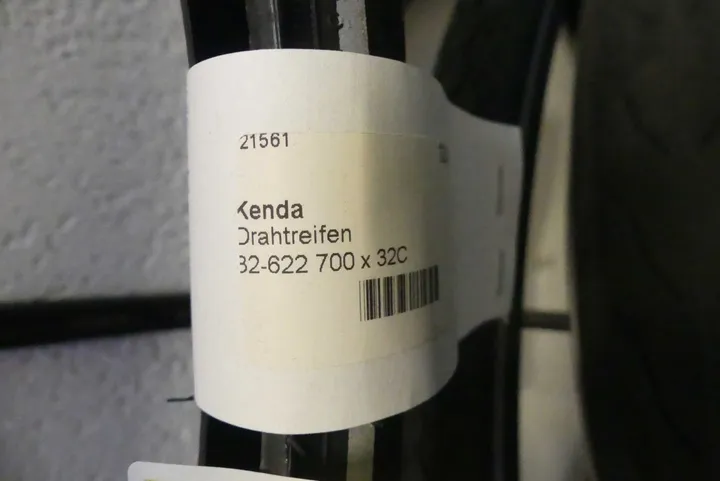 21561
Kenda
Drahtreifen
32-622 700 x 32C